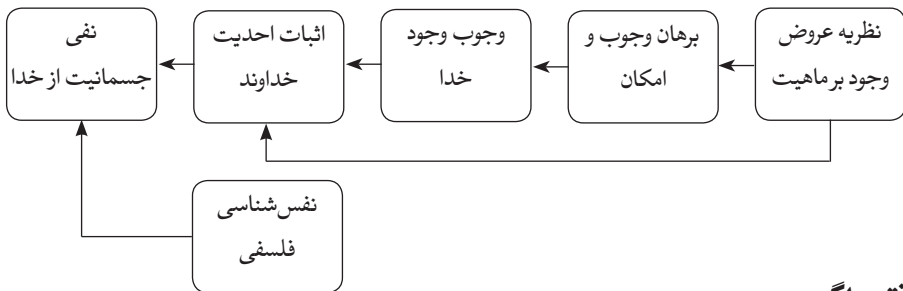 نظریه عروض
وجود بر ماهیت
برهان وجوب و
امکان
وجوب وجود
خدا
اثبات احدیت
خداوند
نفی
جسمانیت از خدا
نفس‌شناسی
فلسفی